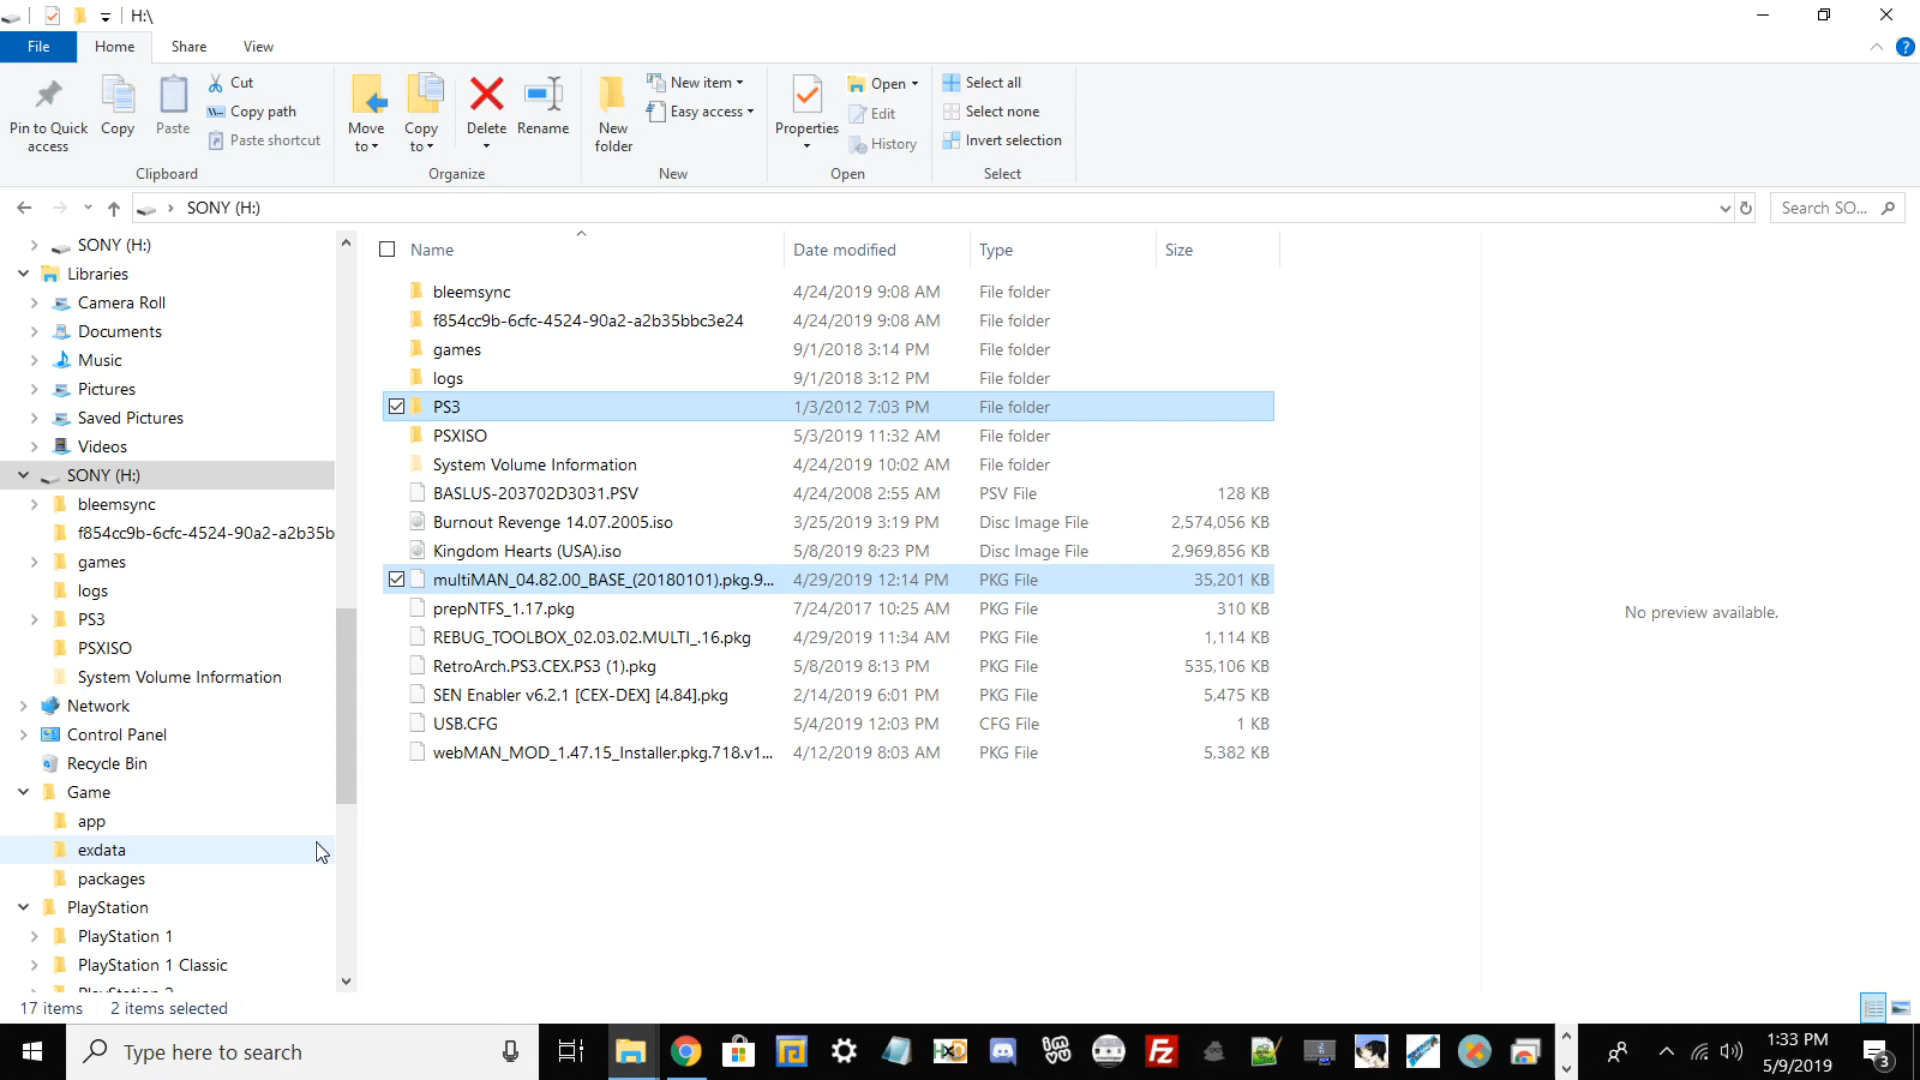 H:\
File
Home
Share
View
Pin to Quick access
Copy
Paste
Cut
Copy path
Paste shortcut
Clipboard
Move to
Copy to
Delete
Rename
Organize
New folder
New item
Easy access
New
Properties
Open
Edit
History
Open
Select all
Select none
Invert selection
Select
SONY (H:)
Search SO...
SONY (H:)
Libraries
Camera Roll
Documents
Music
Pictures
Saved Pictures
Videos
SONY (H:)
bleemsync
f854cc9b-6cfc-4524-90a2-a2b35b
games
logs
PS3
PSXISO
System Volume Information
Network
Control Panel
Recycle Bin
Game
app
exdata
packages
PlayStation
PlayStation 1
PlayStation 1 Classic
Name Date modified Type Size
bleemsync 4/24/2019 9:08 AM File folder
f854cc9b-6cfc-4524-90a2-a2b35bbc3e24 4/24/2019 9:08 AM File folder
games 9/1/2018 3:14 PM File folder
logs 9/1/2018 3:12 PM File folder
PS3 1/3/2012 7:03 PM File folder
PSXISO 5/3/2019 11:32 AM File folder
System Volume Information 4/24/2019 10:02 AM File folder
BASLUS-203702D3031.PSV 4/24/2008 2:55 AM PSV File 128 KB
Burnout Revenge 14.07.2005.iso 3/25/2019 3:19 PM Disc Image File 2,574,056 KB
Kingdom Hearts (USA).iso 5/8/2019 8:23 PM Disc Image File 2,969,856 KB
multiMAN_04.82.00_BASE_(20180101).pkg.9... 4/29/2019 12:14 PM PKG File 35,201 KB
prepNTFS_1.17.pkg 7/24/2017 10:25 AM PKG File 310 KB
REBUG_TOOLBOX_02.03.02.MULTI_.16.pkg 4/29/2019 11:34 AM PKG File 1,114 KB
RetroArch.PS3.CEX.PS3 (1).pkg 5/8/2019 8:13 PM PKG File 535,106 KB
SEN Enabler v6.2.1 [CEX-DEX] [4.84].pkg 2/14/2019 6:01 PM PKG File 5,475 KB
USB.CFG 5/4/2019 12:03 PM CFG File 1 KB
webMAN_MOD_1.47.15_Installer.pkg.718.v1... 4/12/2019 8:03 AM PKG File 5,382 KB
No preview available.
17 items 2 items selected
Type here to search
HXD
FZ
1:33 PM
5/9/2019
3